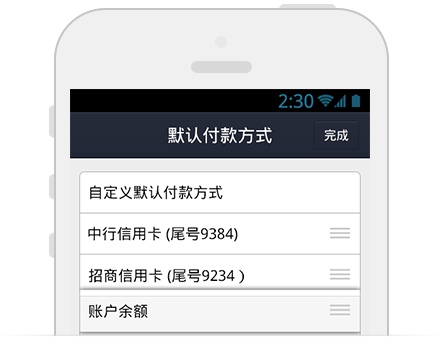 2:30
默认付款方式
完成
自定义默认付款方式
中行信用卡 (尾号9384)
招商信用卡 (尾号9234 )
账户余额